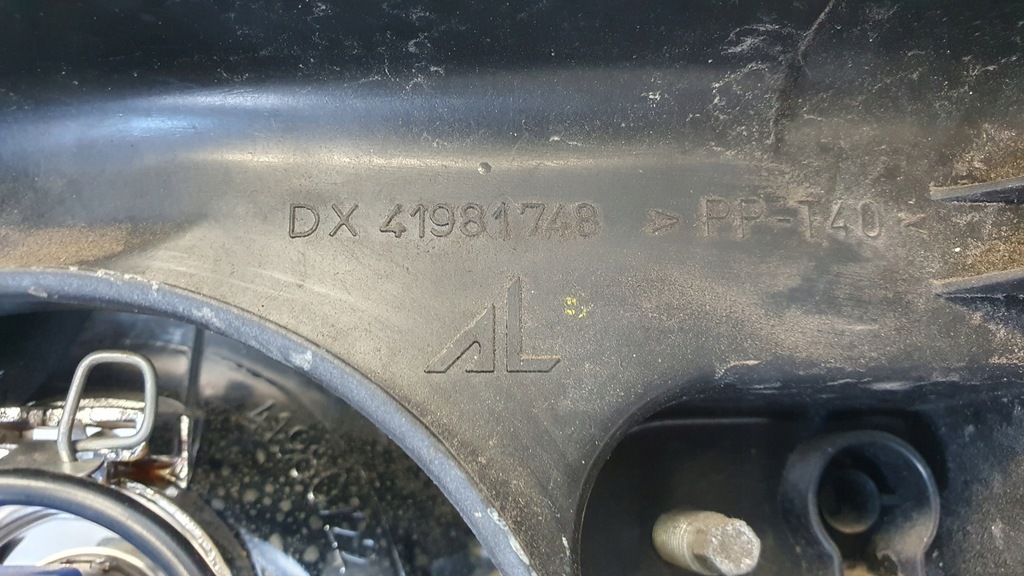 DX 41981748 > PP-T40 <
AL